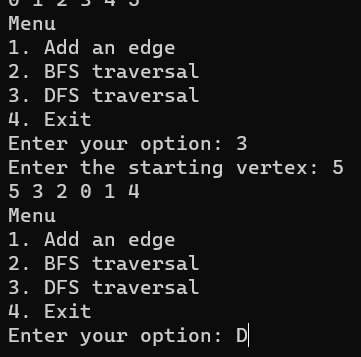 0 1 2 3 4 5
Menu
1. Add an edge
2. BFS traversal
3. DFS traversal
4. Exit
Enter your option: 3
Enter the starting vertex: 5
5 3 2 0 1 4
Menu
1. Add an edge
2. BFS traversal
3. DFS traversal
4. Exit
Enter your option: D